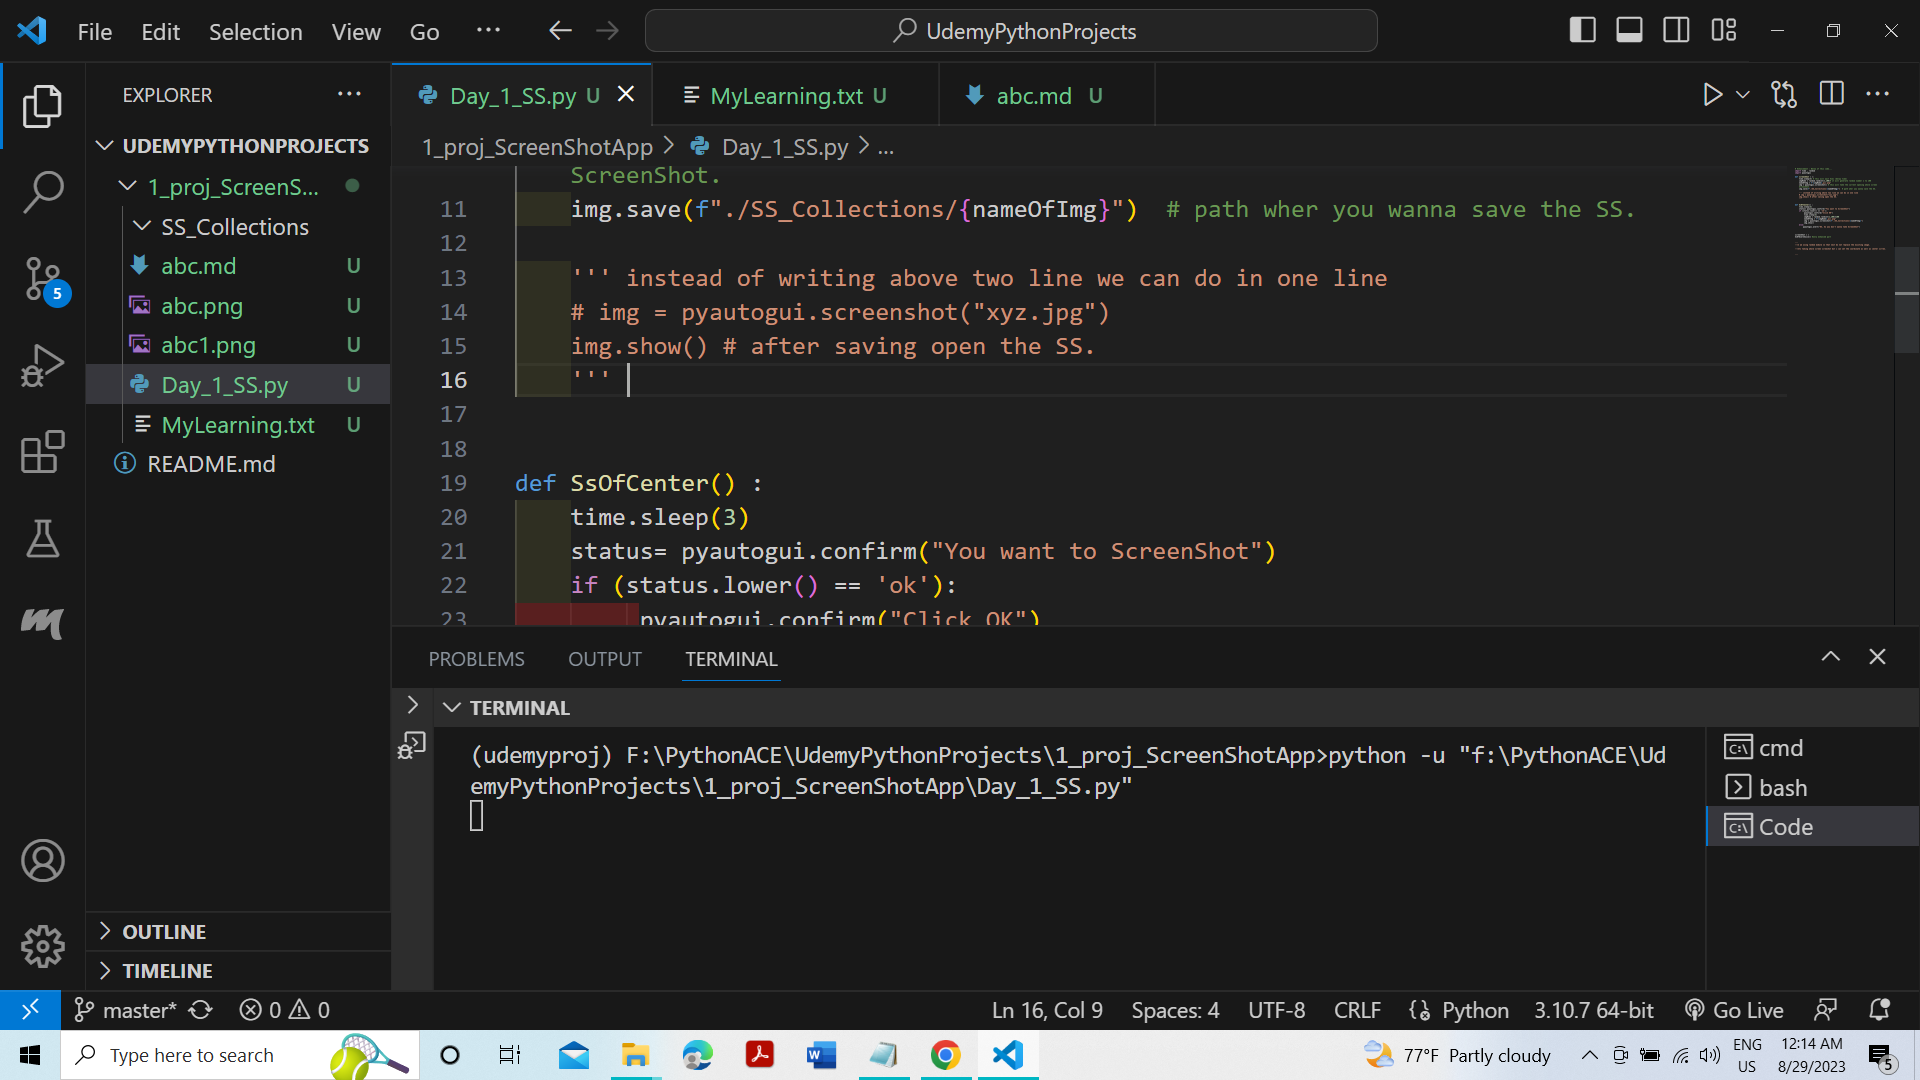 File Edit Selection View Go ... UdemyPythonProjects
EXPLORER
UDEMYPYTHONPROJECTS
1_proj_ScreenS...
SS_Collections
abc.md U
abc.png U
abc1.png U
Day_1_SS.py U
MyLearning.txt U
README.md
OUTLINE
TIMELINE
5
Day_1_SS.py U
MyLearning.txt U
abc.md U
1_proj_ScreenShotApp > Day_1_SS.py > ...
ScreenShot.
11 img.save(f"./SS_Collections/{nameOfImg}")  # path wher you wanna save the SS.
12
13 ''' instead of writing above two line we can do in one line
14 # img = pyautogui.screenshot("xyz.jpg")
15 img.show() # after saving open the SS.
16 '''
17
18
19 def SsOfCenter() :
20 time.sleep(3)
21 status= pyautogui.confirm("You want to ScreenShot")
22 if (status.lower() == 'ok'):
23 pyautogui.confirm("Click OK")
PROBLEMS OUTPUT TERMINAL
TERMINAL
(udemyproj) F:\PythonACE\UdemyPythonProjects\1_proj_ScreenShotApp>python -u "f:\PythonACE\Ud
emyPythonProjects\1_proj_ScreenShotApp\Day_1_SS.py"
cmd
bash
Code
master* 0 0 Ln 16, Col 9 Spaces: 4 UTF-8 CRLF Python 3.10.7 64-bit Go Live
Type here to search
77°F Partly cloudy
ENG
US
12:14 AM
8/29/2023
5